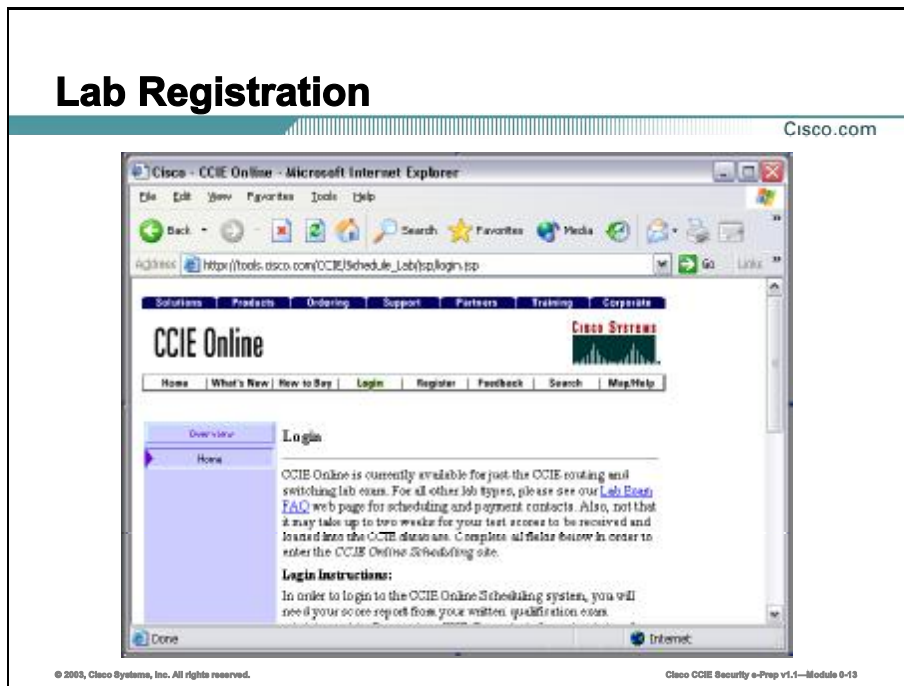 Lab Registration
Cisco.com
Cisco - CCIE Online - Microsoft Internet Explorer
File Edit View Favorites Tools Help
Back Search Favorites Media
Address http://tools.cisco.com/CCIE/Schedule_Lab/jsp/login.jsp Go Links
Solutions Products Ordering Support Partners Training Corporate
CCIE Online
CISCO SYSTEMS
Home | What's New | How to Buy | Login | Register | Feedback | Search | Map/Help
Overview
Home
Login
CCIE Online is currently available for just the CCIE routing and
switching lab exam. For all other lab types, please see our Lab Exam
FAQ web page for scheduling and payment contacts. Also, not that
it may take up to two weeks for your test scores to be received and
loaded into the CCIE database. Complete all fields below in order to
enter the CCIE Online Scheduling site.
Login Instructions:
In order to login to the CCIE Online Scheduling system, you will
need your score report from your written qualification exam.
Done Internet
© 2003, Cisco Systems, Inc. All rights reserved.
Cisco CCIE Security e-Prep v1.1—Module 0-13